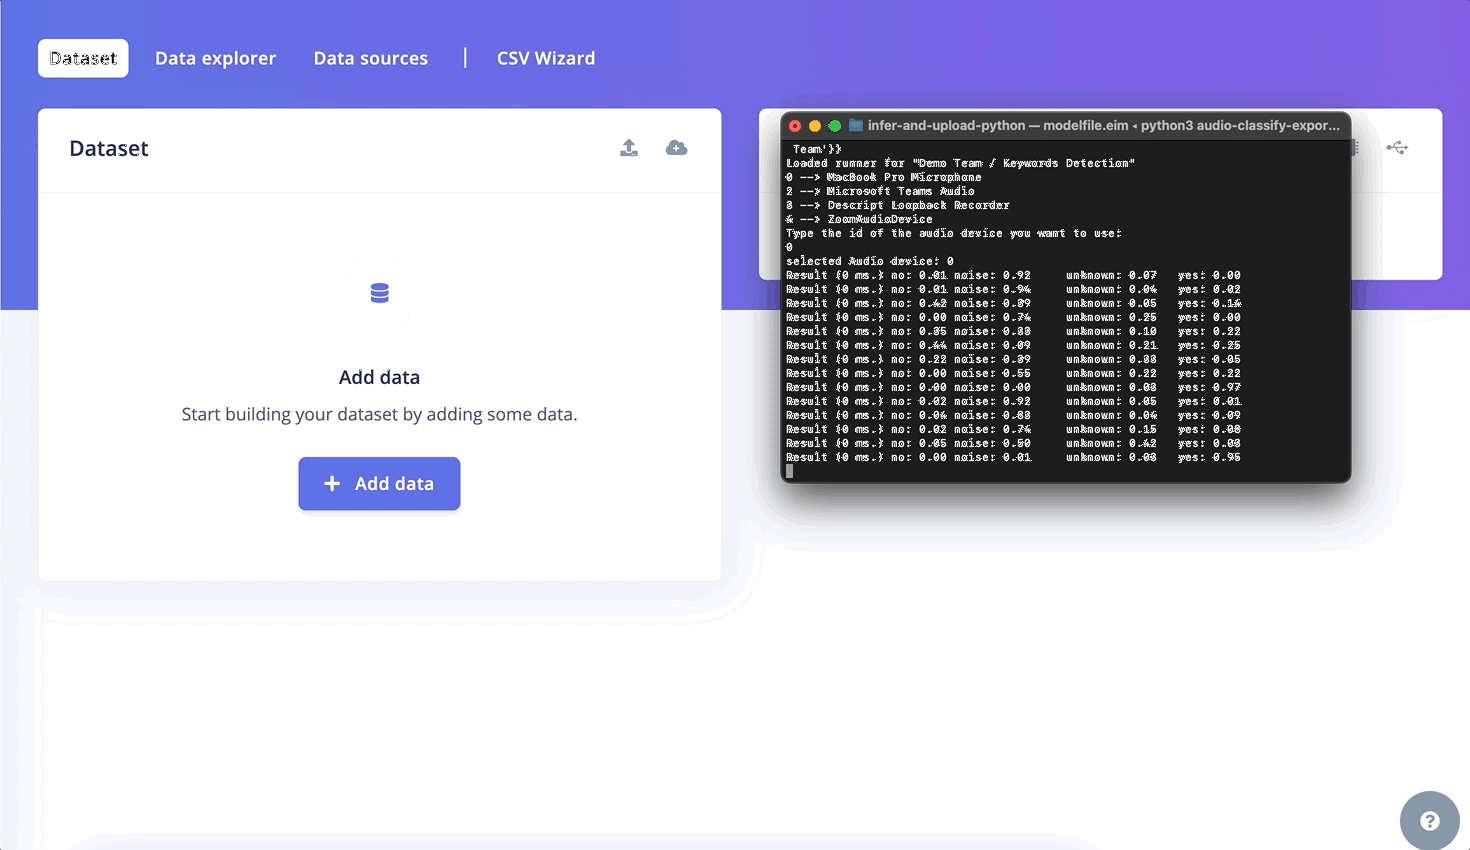 Dataset
Data explorer
Data sources
CSV Wizard
Dataset
Add data
Start building your dataset by adding some data.
+ Add data
infer-and-upload-python — modelfile.eim ◂ python3 audio-classify-expor...
Team'}}
Loaded runner for "Demo Team / Keywords Detection"
0 --> MacBook Pro Microphone
2 --> Microsoft Teams Audio
3 --> Descript Loopback Recorder
4 --> ZoomAudioDevice
Type the id of the audio device you want to use:
0
selected Audio device: 0
Result (0 ms.) no: 0.01 noise: 0.92 unknown: 0.07 yes: 0.00
Result (0 ms.) no: 0.01 noise: 0.94 unknown: 0.04 yes: 0.02
Result (0 ms.) no: 0.42 noise: 0.39 unknown: 0.05 yes: 0.14
Result (0 ms.) no: 0.00 noise: 0.74 unknown: 0.25 yes: 0.00
Result (0 ms.) no: 0.35 noise: 0.33 unknown: 0.10 yes: 0.22
Result (0 ms.) no: 0.44 noise: 0.09 unknown: 0.21 yes: 0.25
Result (0 ms.) no: 0.22 noise: 0.39 unknown: 0.33 yes: 0.05
Result (0 ms.) no: 0.00 noise: 0.55 unknown: 0.22 yes: 0.22
Result (0 ms.) no: 0.00 noise: 0.00 unknown: 0.03 yes: 0.97
Result (0 ms.) no: 0.02 noise: 0.92 unknown: 0.05 yes: 0.01
Result (0 ms.) no: 0.04 noise: 0.83 unknown: 0.04 yes: 0.09
Result (0 ms.) no: 0.02 noise: 0.74 unknown: 0.15 yes: 0.08
Result (0 ms.) no: 0.05 noise: 0.50 unknown: 0.42 yes: 0.03
Result (0 ms.) no: 0.00 noise: 0.01 unknown: 0.03 yes: 0.95